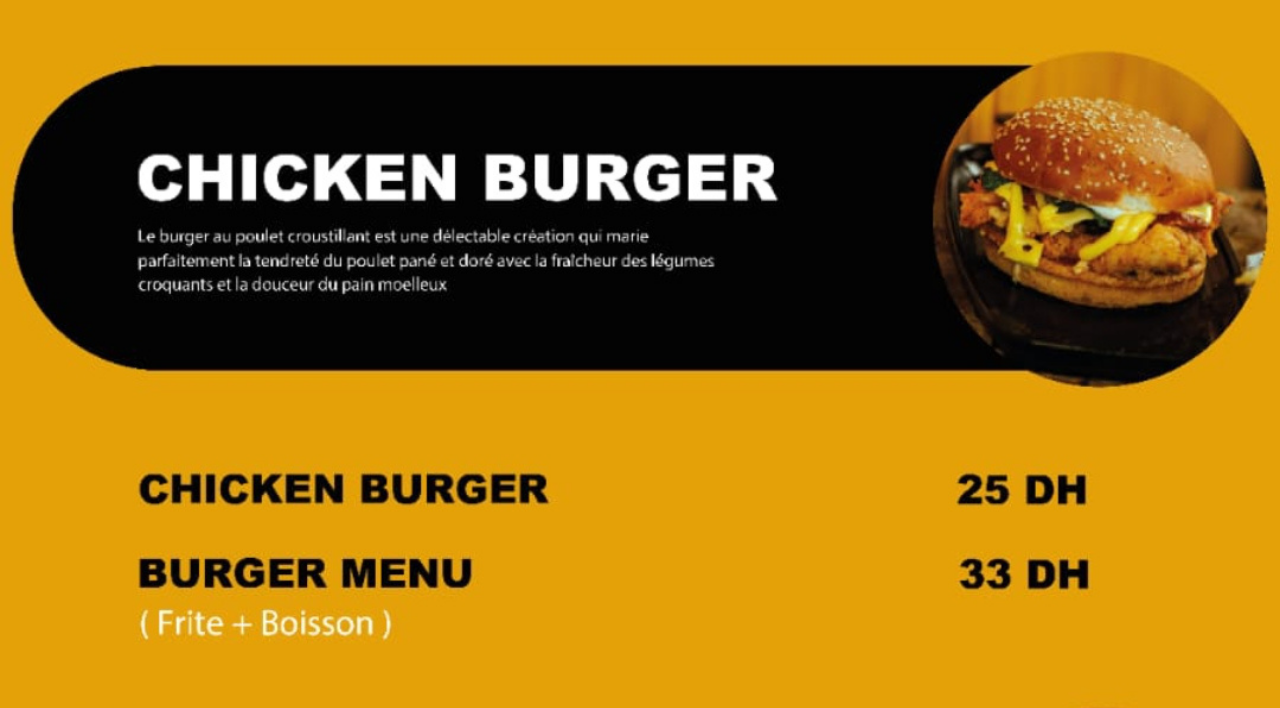 CHICKEN BURGER
Le burger au poulet croustillant est une délectable création qui marie
parfaitement la tendreté du poulet pané et doré avec la fraîcheur des légumes
croquants et la douceur du pain moelleux
CHICKEN BURGER 25 DH
BURGER MENU 33 DH
( Frite + Boisson )